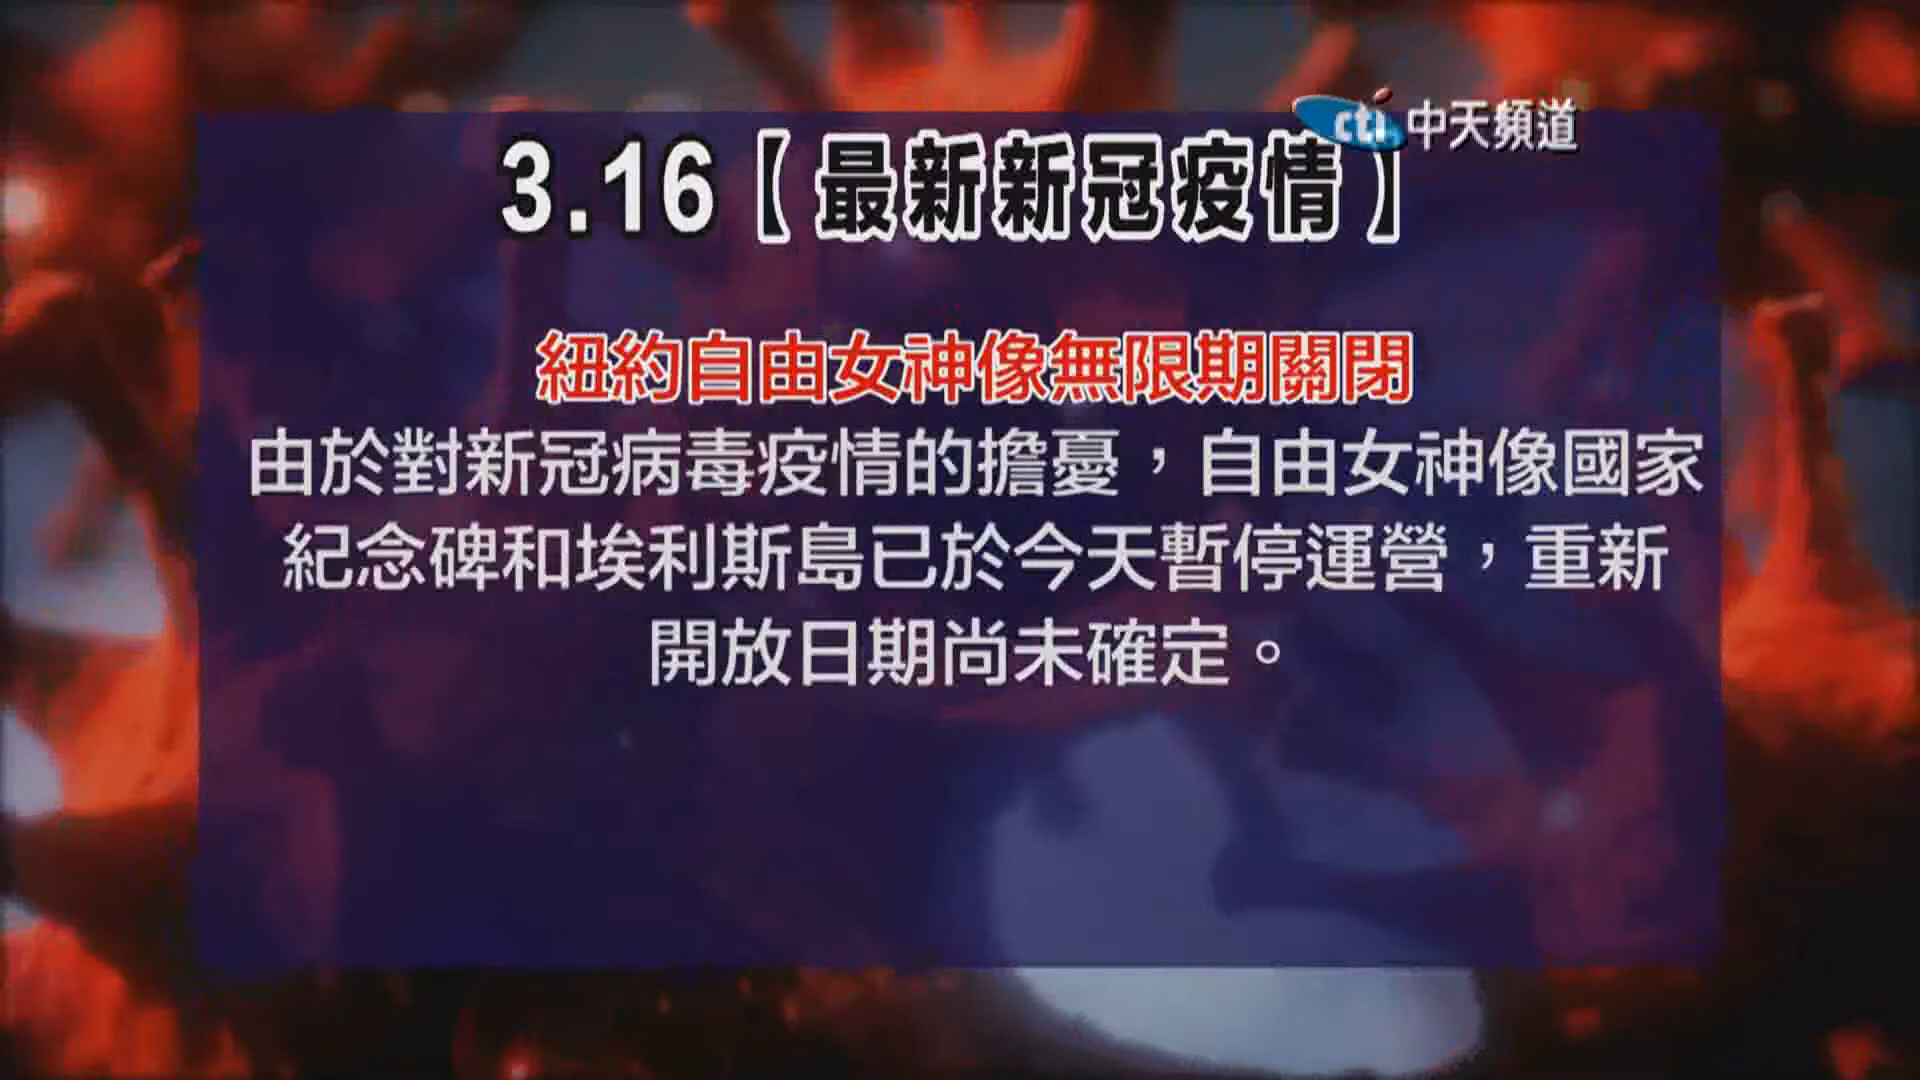 cti 中天頻道
3.16【最新新冠疫情】
紐約自由女神像無限期關閉
由於對新冠病毒疫情的擔憂，自由女神像國家
紀念碑和埃利斯島已於今天暫停運營，重新
開放日期尚未確定。